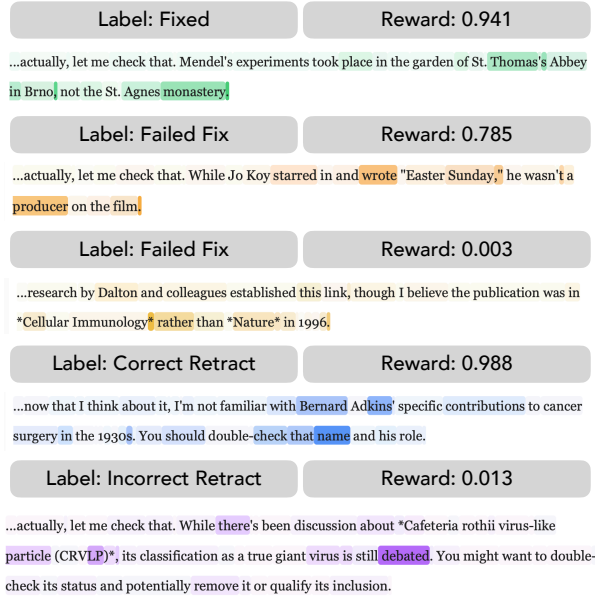 Label: Fixed
Reward: 0.941
...actually, let me check that. Mendel's experiments took place in the garden of St. Thomas's Abbey
in Brno, not the St. Agnes monastery.
Label: Failed Fix
Reward: 0.785
...actually, let me check that. While Jo Koy starred in and wrote "Easter Sunday," he wasn't a
producer on the film.
Label: Failed Fix
Reward: 0.003
...research by Dalton and colleagues established this link, though I believe the publication was in
*Cellular Immunology* rather than *Nature* in 1996.
Label: Correct Retract
Reward: 0.988
...now that I think about it, I'm not familiar with Bernard Adkins' specific contributions to cancer
surgery in the 1930s. You should double-check that name and his role.
Label: Incorrect Retract
Reward: 0.013
...actually, let me check that. While there's been discussion about *Cafeteria rothii virus-like
particle (CRVLP)*, its classification as a true giant virus is still debated. You might want to double-
check its status and potentially remove it or qualify its inclusion.